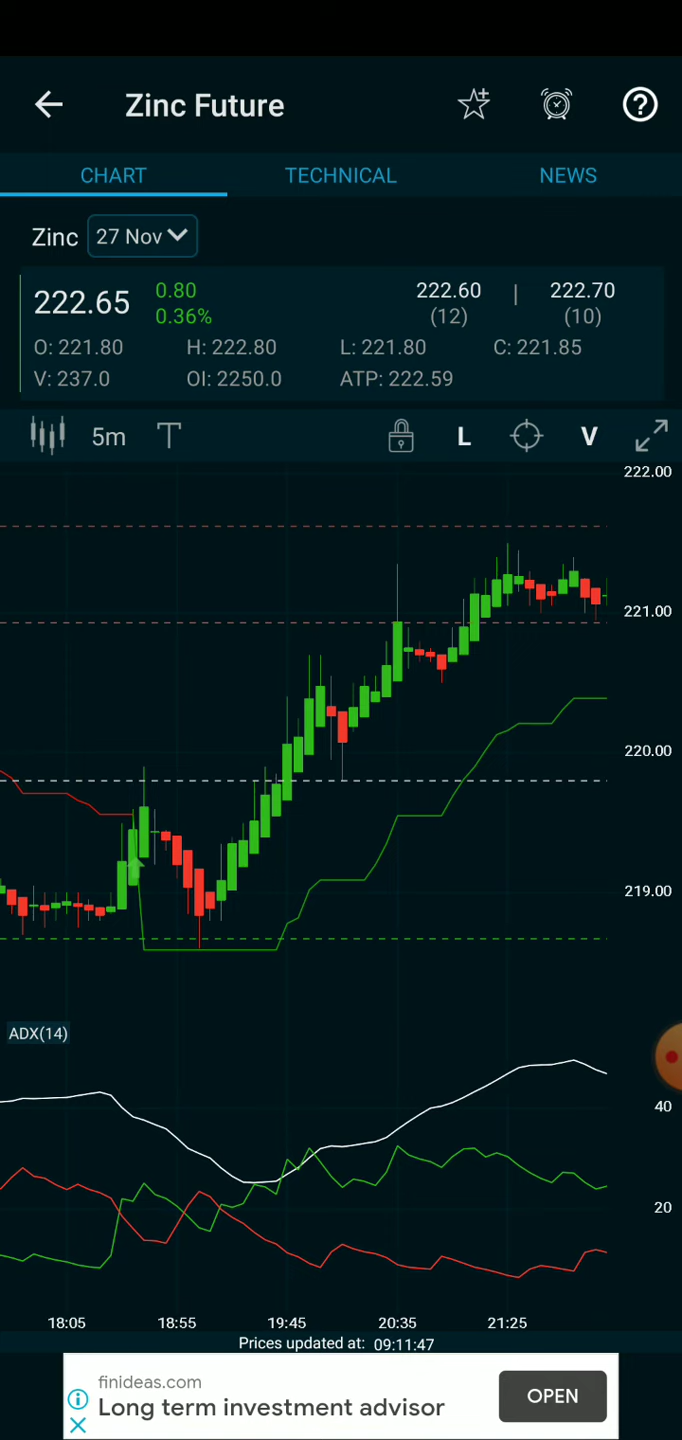 Zinc Future
CHART TECHNICAL NEWS
Zinc 27 Nov
222.65 0.80 222.60 | 222.70
0.36% (12) (10)
O: 221.80 H: 222.80 L: 221.80 C: 221.85
V: 237.0 OI: 2250.0 ATP: 222.59
5m T L V
222.00
221.00
220.00
219.00
ADX(14)
40
20
18:05 18:55 19:45 20:35 21:25
Prices updated at: 09:11:47
finideas.com
Long term investment advisor OPEN